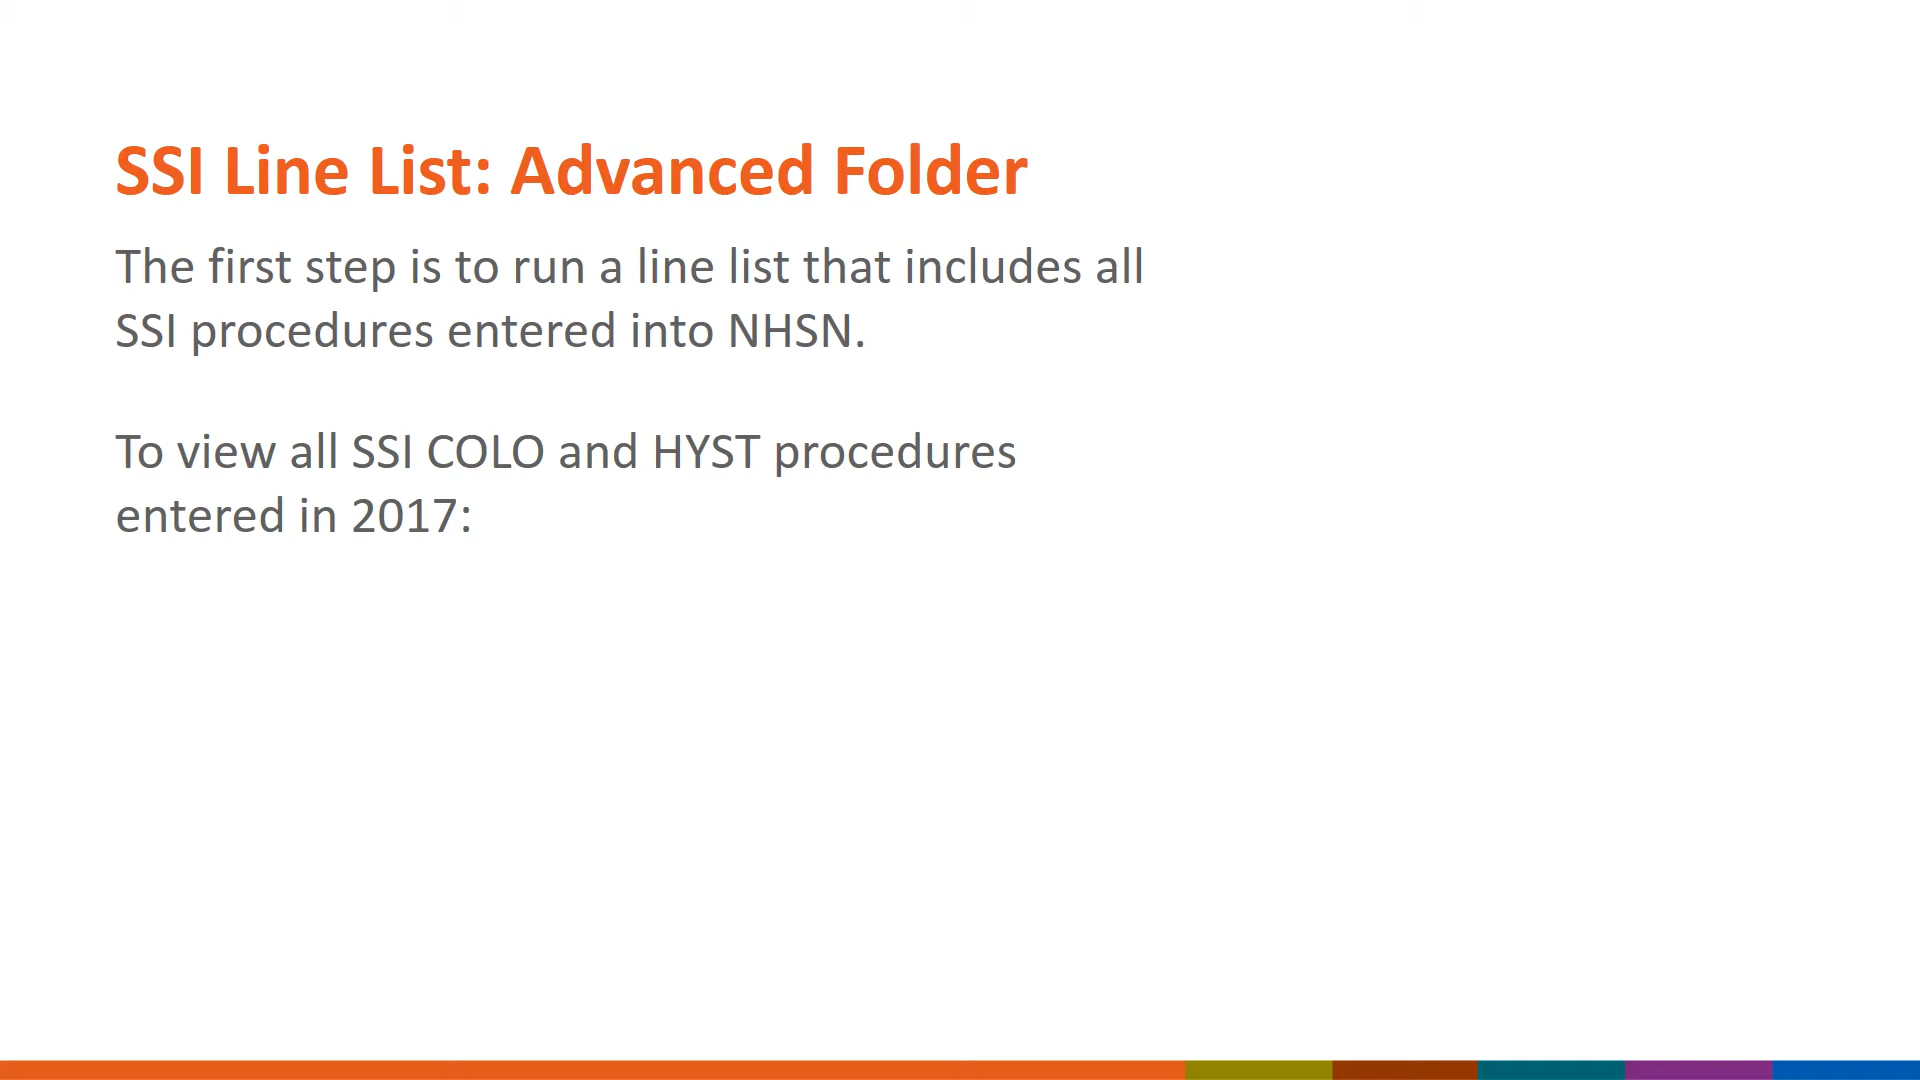 SSI Line List: Advanced Folder
The first step is to run a line list that includes all
SSI procedures entered into NHSN.
To view all SSI COLO and HYST procedures
entered in 2017: